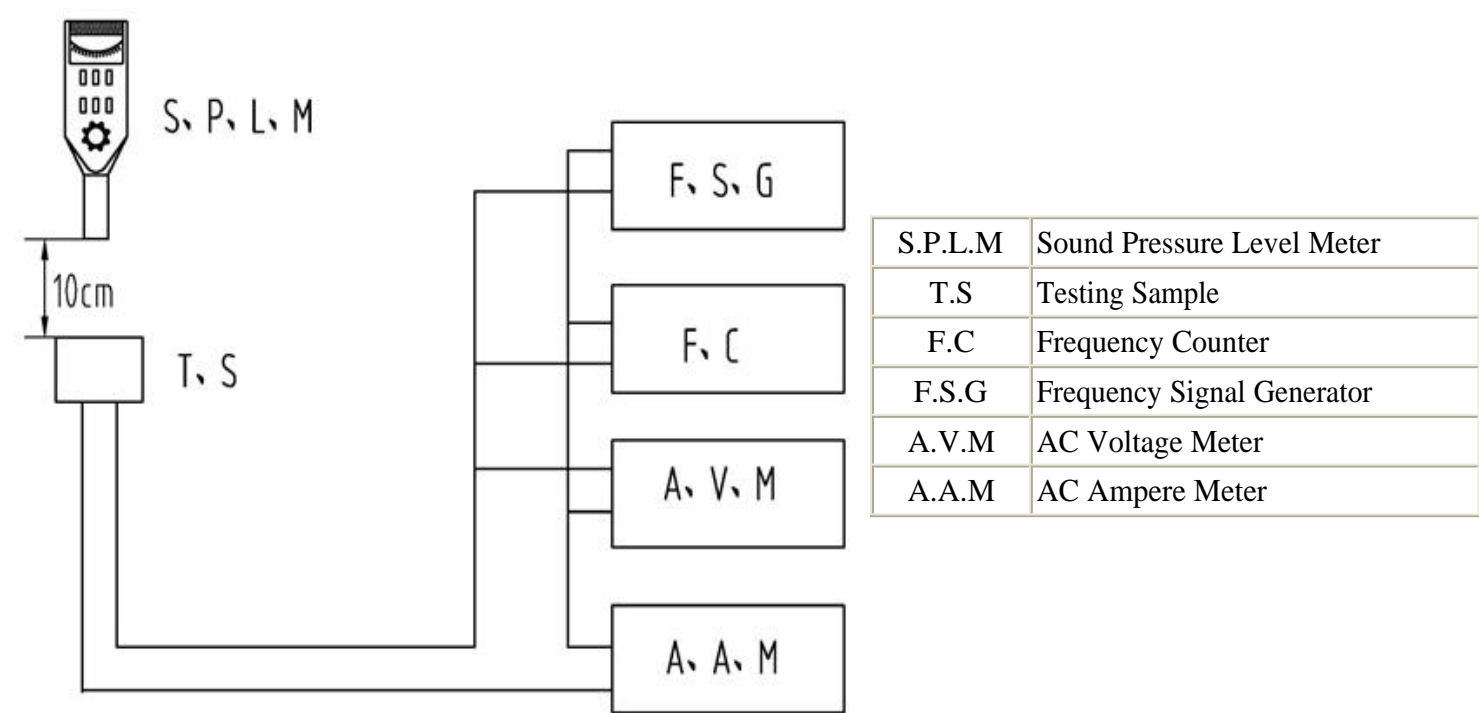 S、P、L、M
10cm
T、S
F、S、G
F、C
A、V、M
A、A、M
S.P.L.M Sound Pressure Level Meter
T.S Testing Sample
F.C Frequency Counter
F.S.G Frequency Signal Generator
A.V.M AC Voltage Meter
A.A.M AC Ampere Meter